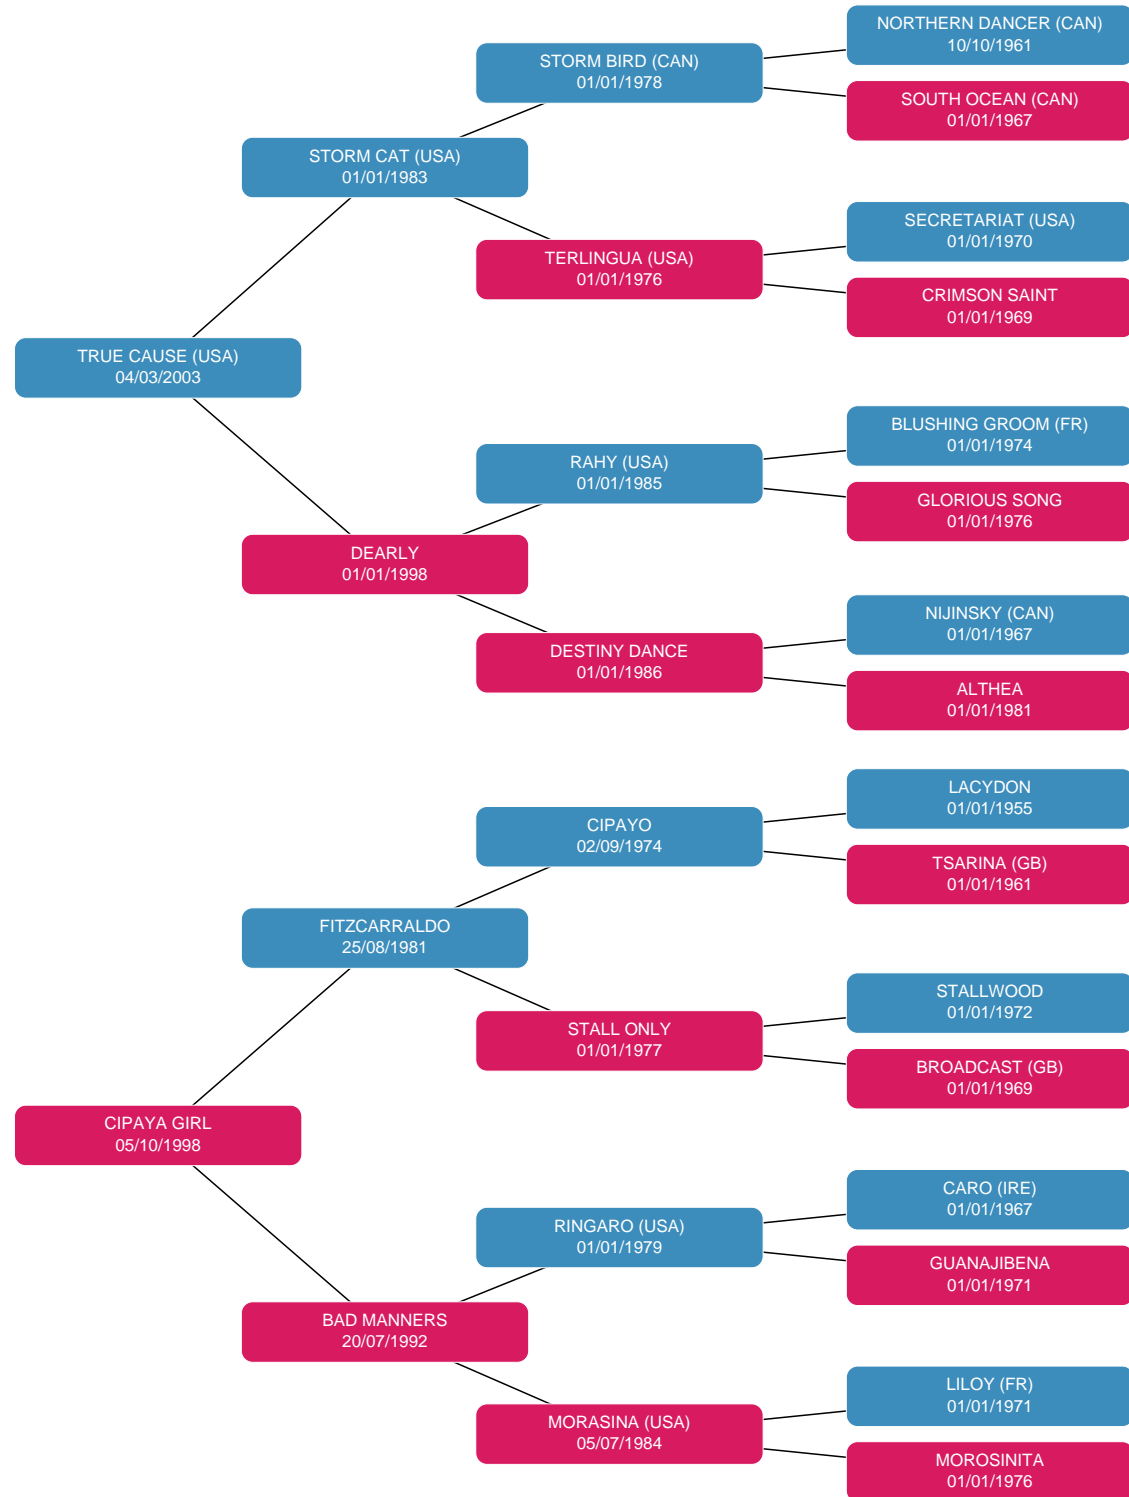 NORTHERN DANCER (CAN)
10/10/1961
STORM BIRD (CAN)
01/01/1978
SOUTH OCEAN (CAN)
01/01/1967
STORM CAT (USA)
01/01/1983
SECRETARIAT (USA)
01/01/1970
TERLINGUA (USA)
01/01/1976
CRIMSON SAINT
01/01/1969
TRUE CAUSE (USA)
04/03/2003
BLUSHING GROOM (FR)
01/01/1974
RAHY (USA)
01/01/1985
GLORIOUS SONG
01/01/1976
DEARLY
01/01/1998
NIJINSKY (CAN)
01/01/1967
DESTINY DANCE
01/01/1986
ALTHEA
01/01/1981
LACYDON
01/01/1955
CIPAYO
02/09/1974
TSARINA (GB)
01/01/1961
FITZCARRALDO
25/08/1981
STALLWOOD
01/01/1972
STALL ONLY
01/01/1977
BROADCAST (GB)
01/01/1969
CIPAYA GIRL
05/10/1998
CARO (IRE)
01/01/1967
RINGARO (USA)
01/01/1979
GUANAJIBENA
01/01/1971
BAD MANNERS
20/07/1992
LILOY (FR)
01/01/1971
MORASINA (USA)
05/07/1984
MOROSINITA
01/01/1976